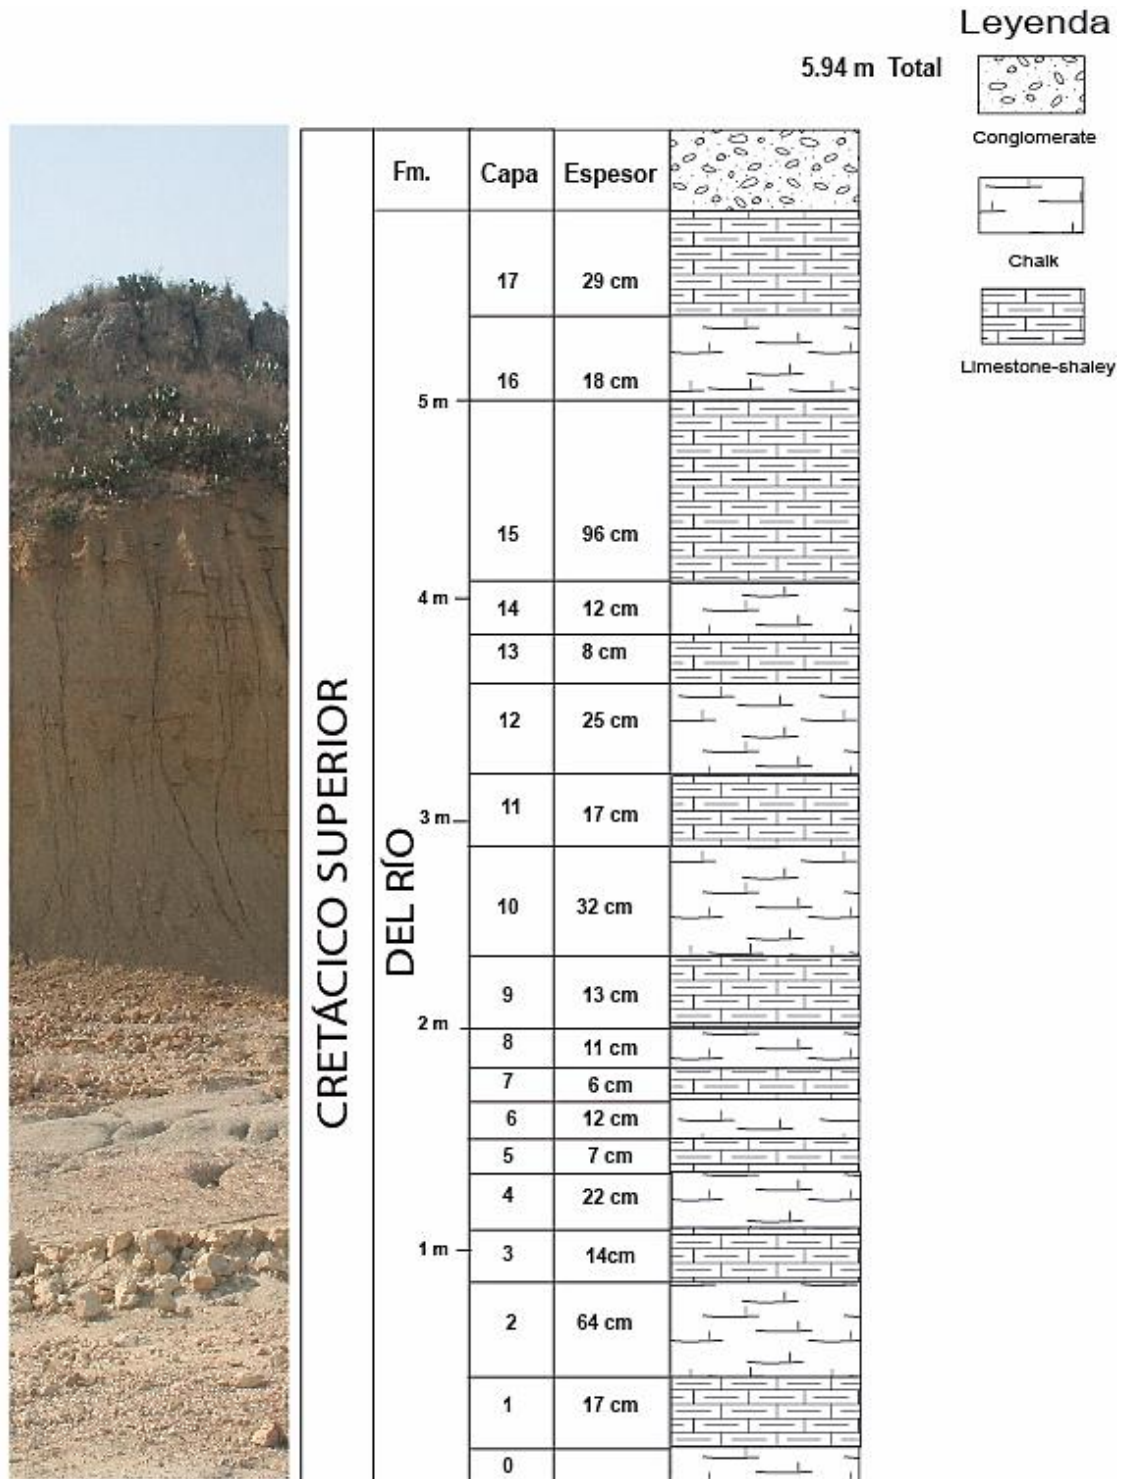 Leyenda
5.94 m Total
Conglomerate
Chalk
Limestone-shaley
Fm. Capa Espesor
CRETÁCICO SUPERIOR
DEL RÍO
17 29 cm
16 18 cm
5 m
15 96 cm
4 m
14 12 cm
13 8 cm
12 25 cm
11 17 cm
3 m
10 32 cm
9 13 cm
2 m
8 11 cm
7 6 cm
6 12 cm
5 7 cm
4 22 cm
1 m
3 14cm
2 64 cm
1 17 cm
0